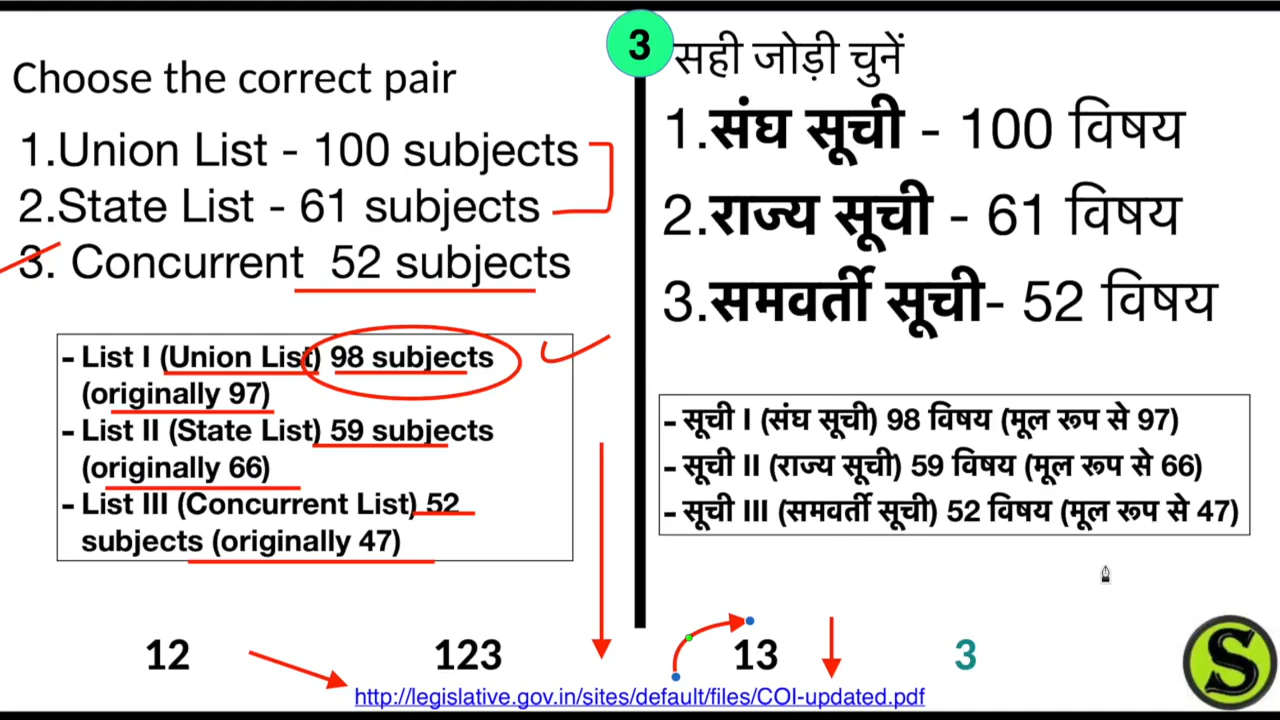 3
Choose the correct pair
1.Union List - 100 subjects
2.State List - 61 subjects
3. Concurrent 52 subjects
- List I (Union List) 98 subjects
(originally 97)
- List II (State List) 59 subjects
(originally 66)
- List III (Concurrent List) 52
subjects (originally 47)
सही जोड़ी चुनें
1.संघ सूची - 100 विषय
2.राज्य सूची - 61 विषय
3.समवर्ती सूची- 52 विषय
- सूची I (संघ सूची) 98 विषय (मूल रूप से 97)
- सूची II (राज्य सूची) 59 विषय (मूल रूप से 66)
- सूची III (समवर्ती सूची) 52 विषय (मूल रूप से 47)
12 123 13 3
http://legislative.gov.in/sites/default/files/COI-updated.pdf
S